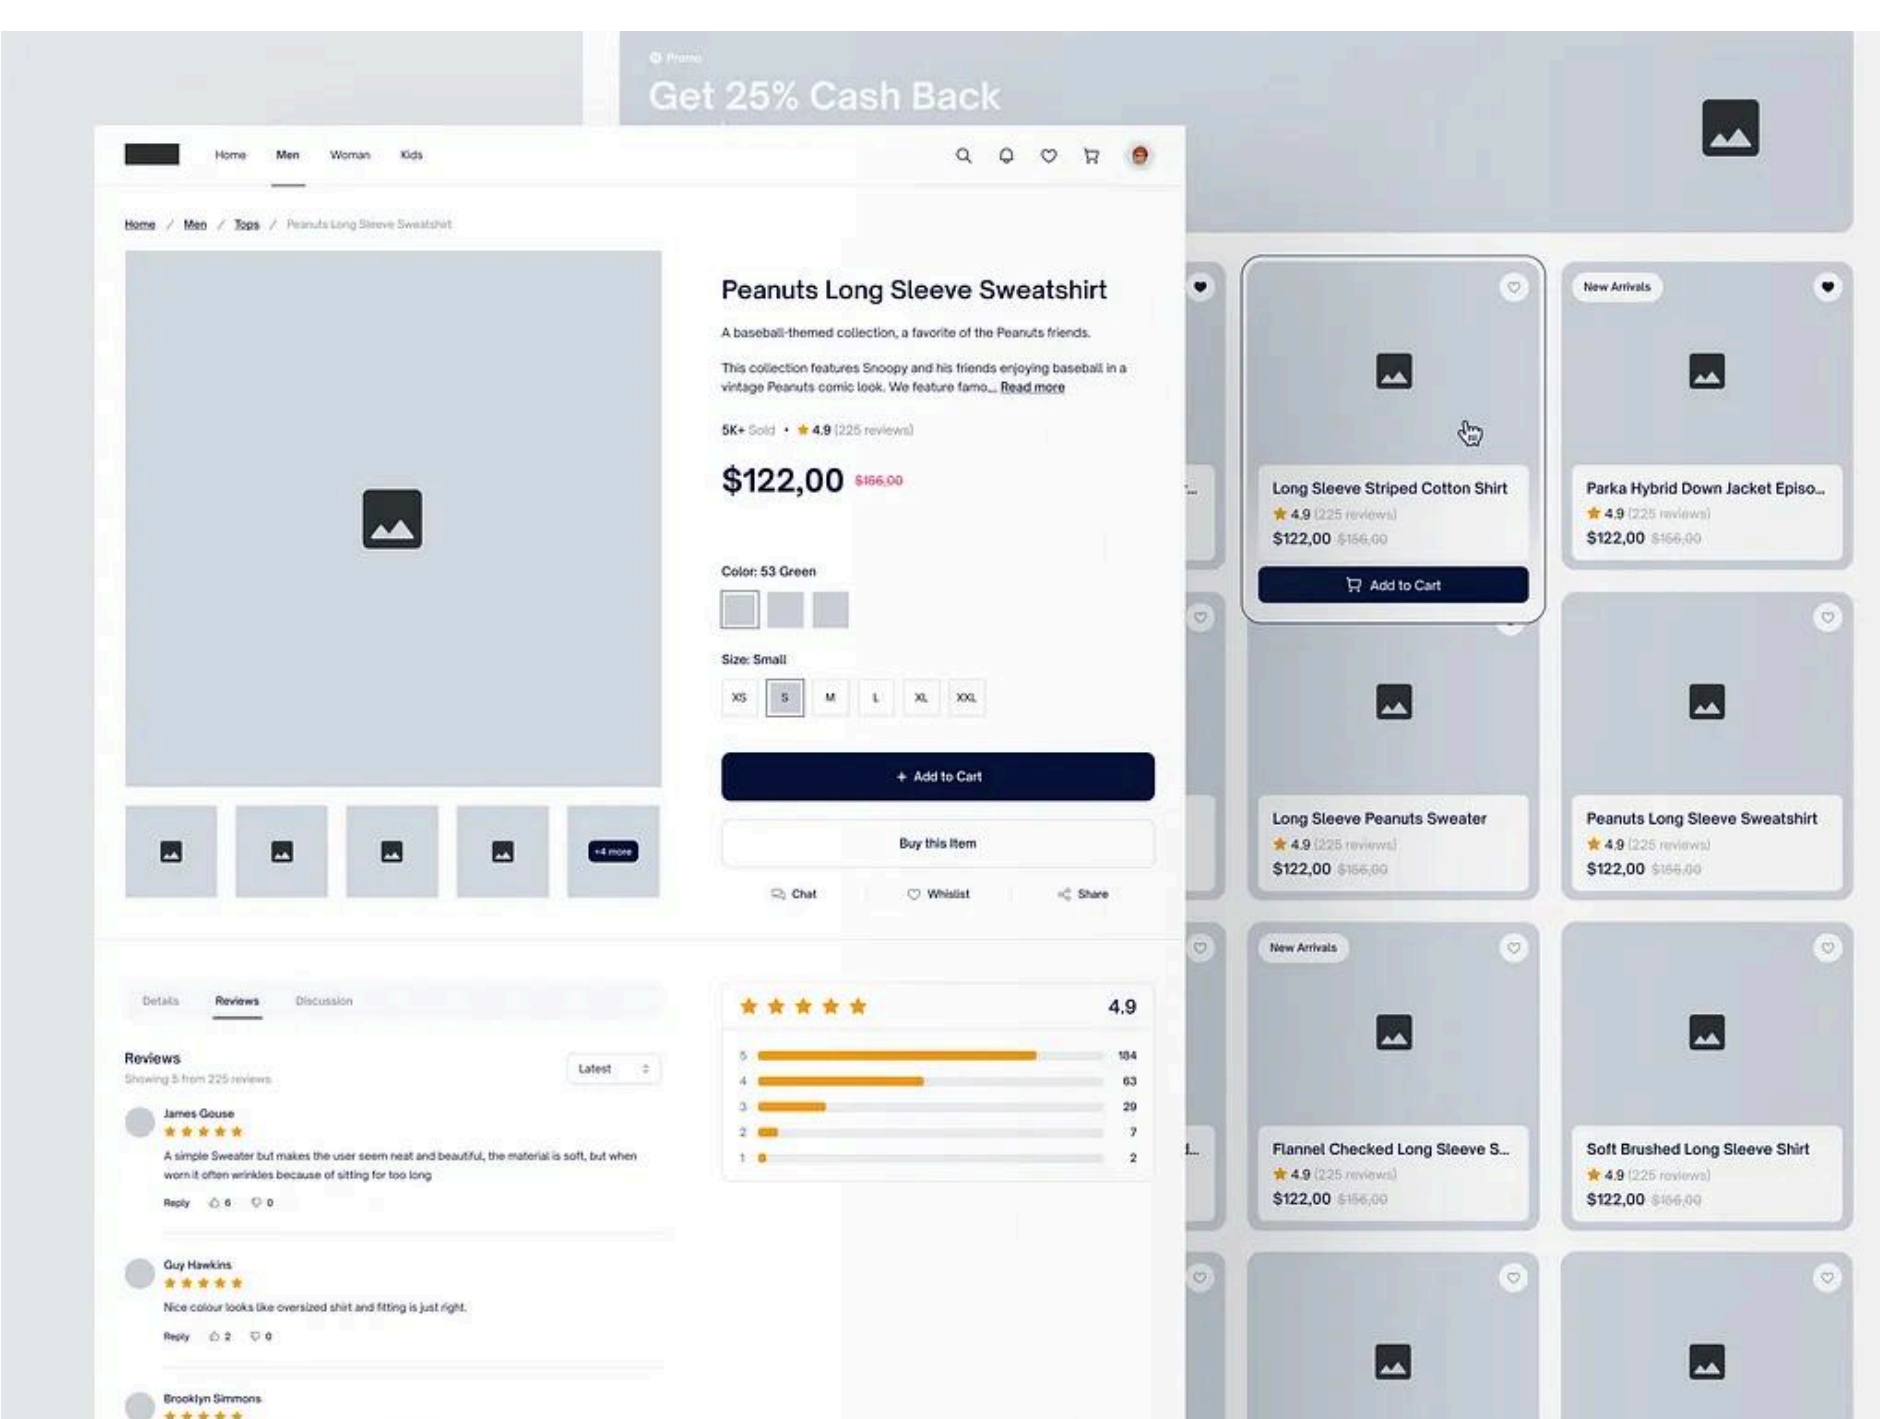 Promo
Get 25% Cash Back
Home Men Woman Kids
Home / Men / Tops / Peanuts Long Sleeve Sweatshirt
Peanuts Long Sleeve Sweatshirt
A baseball-themed collection, a favorite of the Peanuts friends.
This collection features Snoopy and his friends enjoying baseball in a
vintage Peanuts comic look. We feature famo... Read more
5K+ Sold • 4.9 (225 reviews)
$122,00 $166,00
Color: 53 Green
Size: Small
XS S M L XL XXL
+ Add to Cart
Buy this Item
Chat Whislist Share
+4 more
Details Reviews Discussion
Reviews
Showing 5 from 225 reviews
Latest
James Gouse
A simple Sweater but makes the user seem neat and beautiful, the material is soft, but when
worn it often wrinkles because of sitting for too long
Reply 6 0
Guy Hawkins
Nice colour looks like oversized shirt and fitting is just right.
Reply 2 0
Brooklyn Simmons
4.9
5 184
4 63
3 29
2 7
1 2
Long Sleeve Striped Cotton Shirt
4.9 (225 reviews)
$122,00 $166,00
Add to Cart
New Arrivals
Parka Hybrid Down Jacket Episo...
4.9 (225 reviews)
$122,00 $166,00
Long Sleeve Peanuts Sweater
4.9 (225 reviews)
$122,00 $166,00
Peanuts Long Sleeve Sweatshirt
4.9 (225 reviews)
$122,00 $166,00
New Arrivals
Flannel Checked Long Sleeve S...
4.9 (225 reviews)
$122,00 $166,00
Soft Brushed Long Sleeve Shirt
4.9 (225 reviews)
$122,00 $166,00